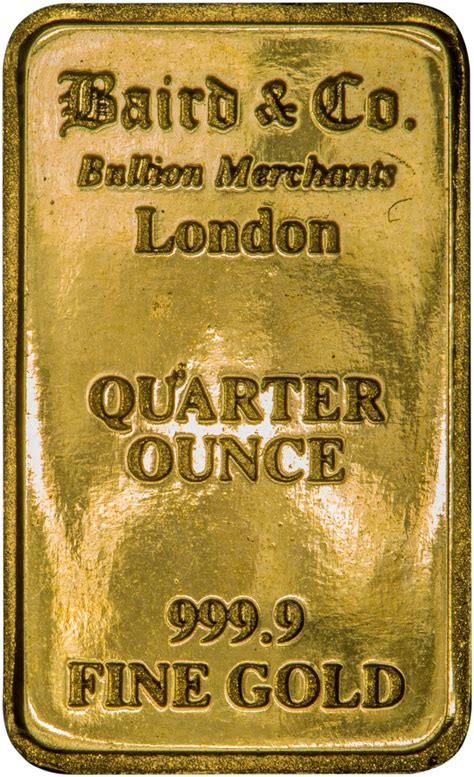 Baird & Co.
Bullion Merchants
London
QUARTER
OUNCE
999.9
FINE GOLD